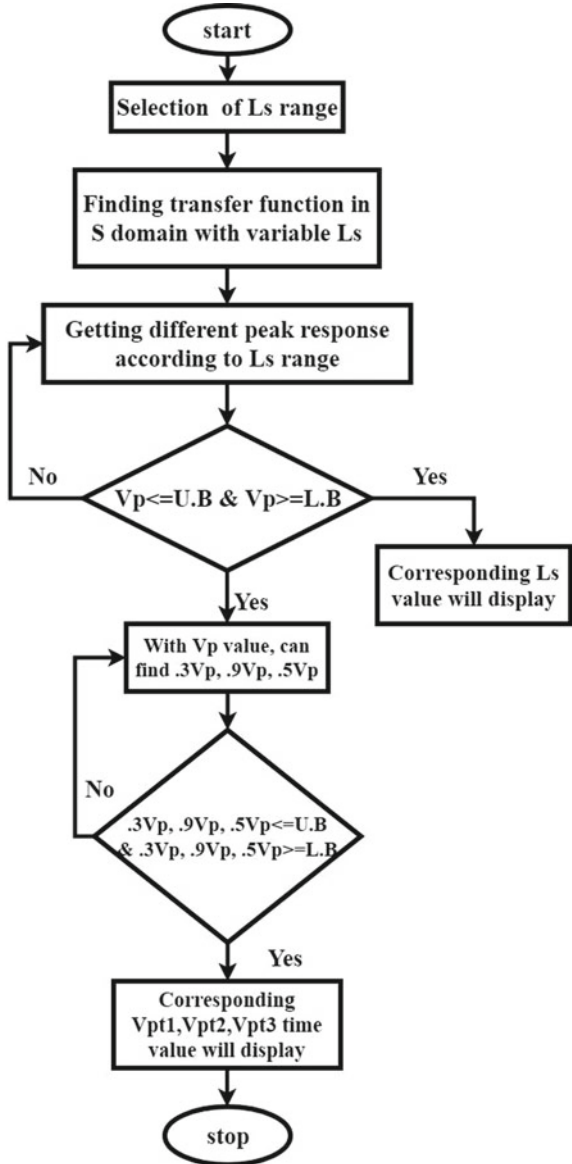 start
Selection of Ls range
Finding transfer function in
S domain with variable Ls
Getting different peak response
according to Ls range
No
Yes
Vp<=U.B & Vp>=L.B
Corresponding Ls
value will display
Yes
With Vp value, can
find .3Vp, .9Vp, .5Vp
No
.3Vp, .9Vp, .5Vp<=U.B
& .3Vp, .9Vp, .5Vp>=L.B
Yes
Corresponding
Vpt1,Vpt2,Vpt3 time
value will display
stop